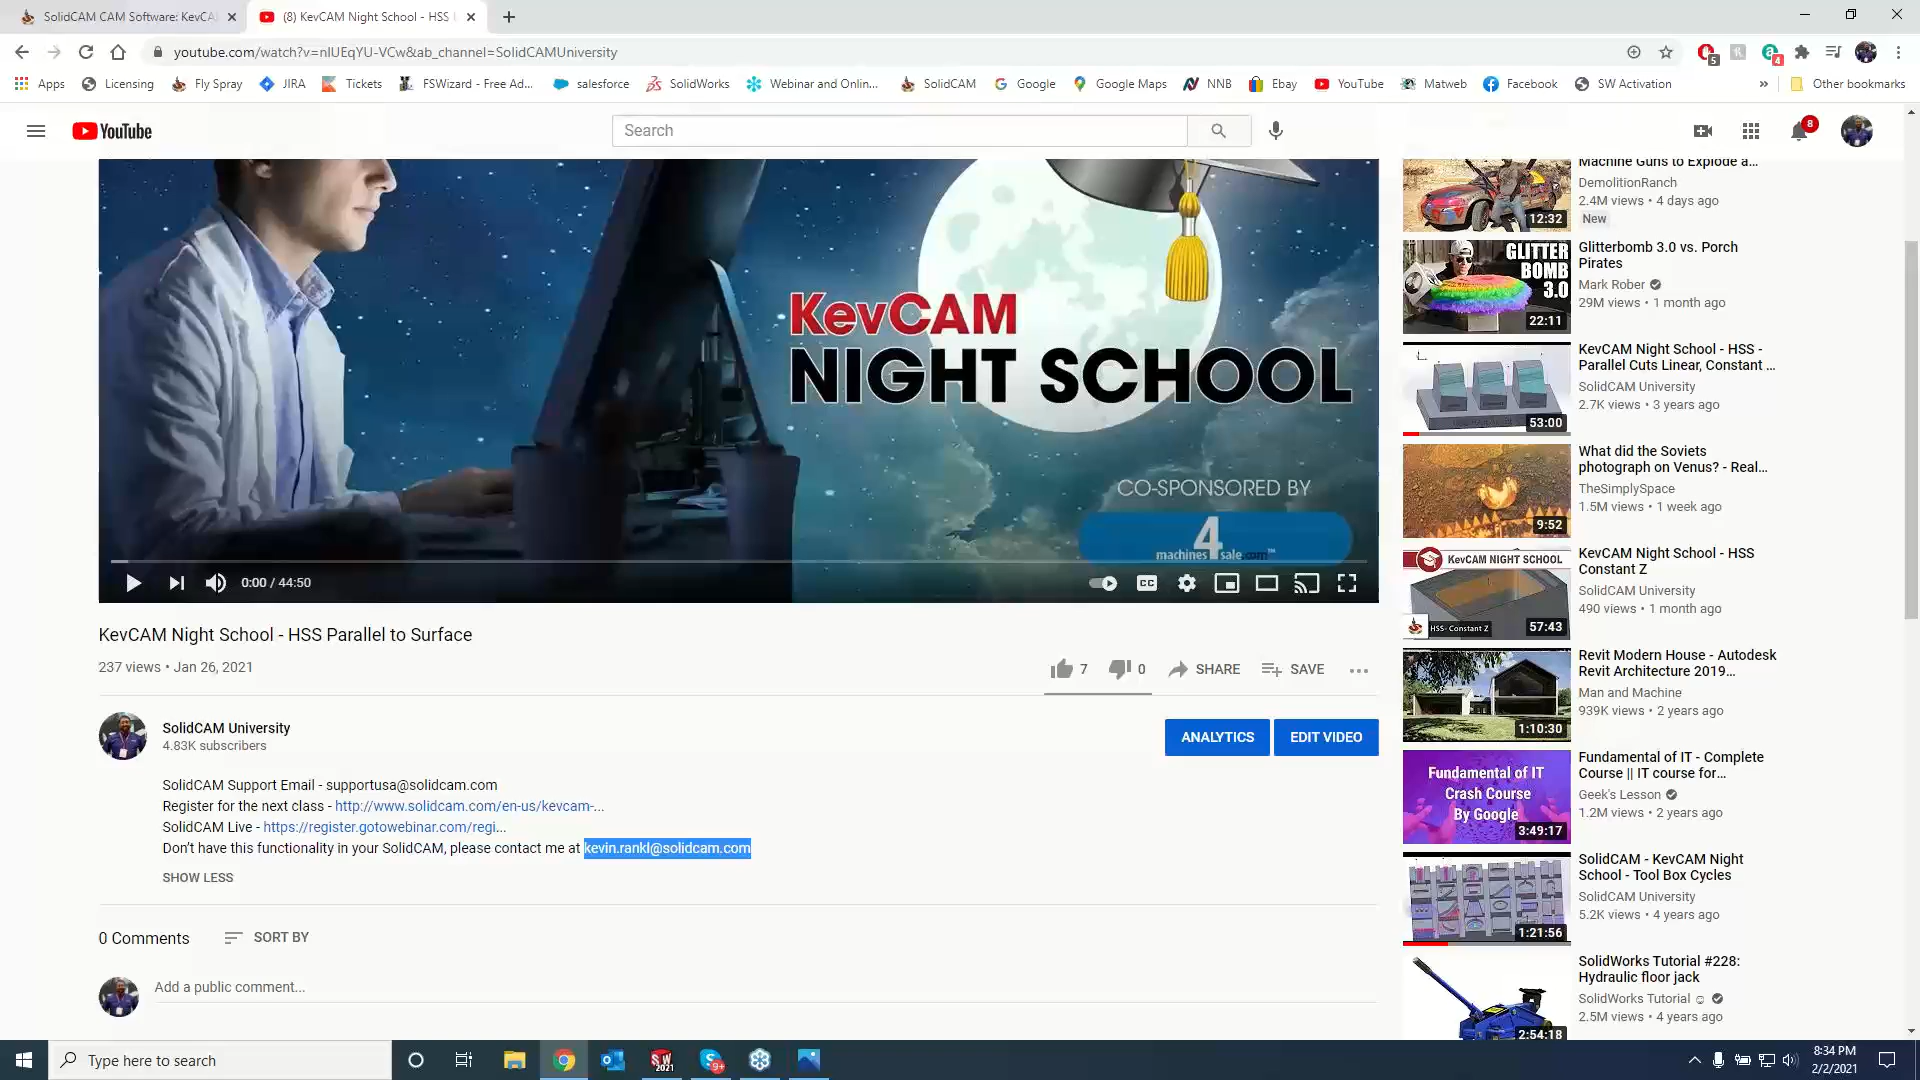 SolidCAM CAM Software: KevCA
(8) KevCAM Night School - HSS
youtube.com/watch?v=nIUEqYU-VCw&ab_channel=SolidCAMUniversity
5
4
Apps
Licensing
Fly Spray
JIRA
Tickets
FSWizard - Free Ad...
salesforce
SolidWorks
Webinar and Onlin...
SolidCAM
Google
Google Maps
NNB
Ebay
YouTube
Matweb
Facebook
SW Activation
»
Other bookmarks
YouTube
Search
8
KevCAM
NIGHT SCHOOL
CO-SPONSORED BY
machines4sale.com™
0:00 / 44:50
CC
KevCAM Night School - HSS Parallel to Surface
237 views • Jan 26, 2021
7
0
SHARE
SAVE
SolidCAM University
4.83K subscribers
ANALYTICS
EDIT VIDEO
SolidCAM Support Email - supportusa@solidcam.com
Register for the next class - http://www.solidcam.com/en-us/kevcam-...
SolidCAM Live - https://register.gotowebinar.com/regi...
Don’t have this functionality in your SolidCAM, please contact me at kevin.rankl@solidcam.com
SHOW LESS
0 Comments
SORT BY
Add a public comment...
Machine Guns to Explode a...
DemolitionRanch
2.4M views • 4 days ago
New
12:32
GLITTER
BOMB
3.0
22:11
Glitterbomb 3.0 vs. Porch
Pirates
Mark Rober
29M views • 1 month ago
53:00
KevCAM Night School - HSS -
Parallel Cuts Linear, Constant ...
SolidCAM University
2.7K views • 3 years ago
9:52
What did the Soviets
photograph on Venus? - Real...
TheSimplySpace
1.5M views • 1 week ago
KevCAM NIGHT SCHOOL
HSS- Constant Z
57:43
KevCAM Night School - HSS
Constant Z
SolidCAM University
490 views • 1 month ago
1:10:30
Revit Modern House - Autodesk
Revit Architecture 2019...
Man and Machine
939K views • 2 years ago
Fundamental of IT
Crash Course
By Google
3:49:17
Fundamental of IT - Complete
Course || IT course for...
Geek's Lesson
1.2M views • 2 years ago
1:21:56
SolidCAM - KevCAM Night
School - Tool Box Cycles
SolidCAM University
5.2K views • 4 years ago
2:54:18
SolidWorks Tutorial #228:
Hydraulic floor jack
SolidWorks Tutorial ☺
2.5M views • 4 years ago
Type here to search
SW
2021
9+
8:34 PM
2/2/2021